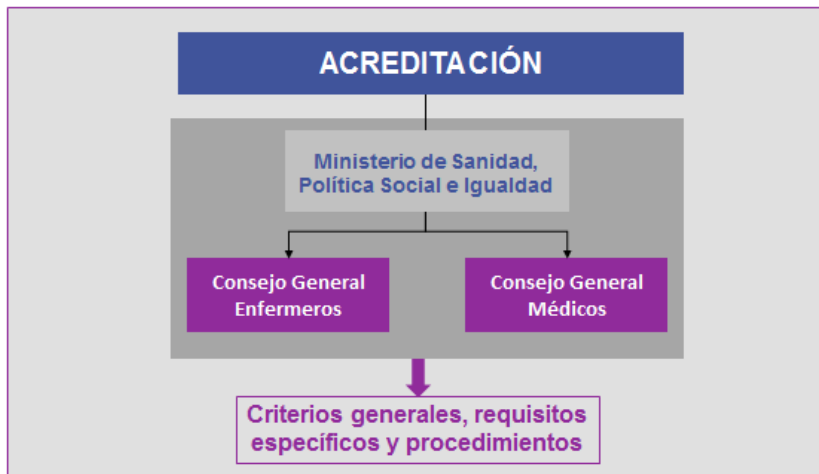 ACREDITACIÓN
Ministerio de Sanidad,
Política Social e Igualdad
Consejo General
Enfermeros
Consejo General
Médicos
Criterios generales, requisitos
específicos y procedimientos